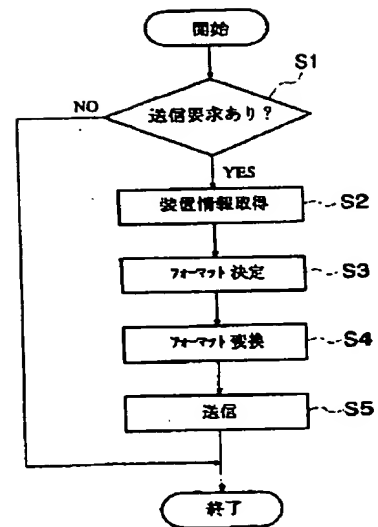 開始
S1
送信要求あり?
NO
YES
装置情報取得
S2
フォーマット決定
S3
フォーマット変換
S4
送信
S5
終了